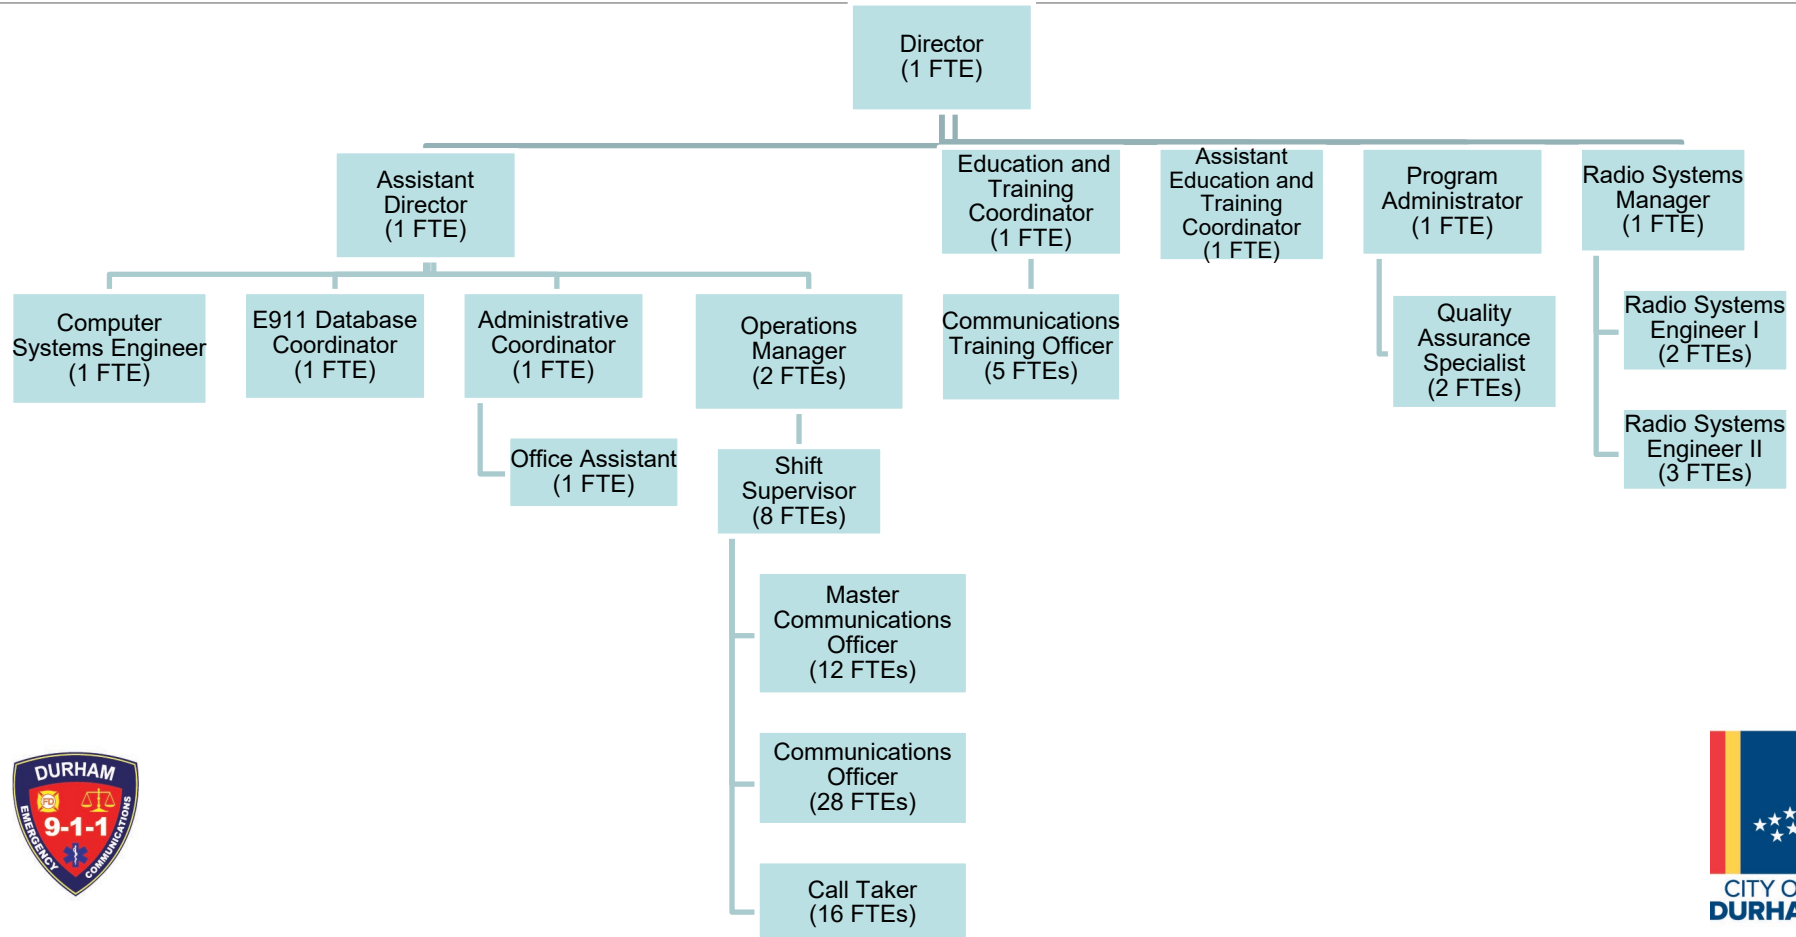 Director
(1 FTE)
Assistant
Director
(1 FTE)
Education and
Training
Coordinator
(1 FTE)
Assistant
Education and
Training
Coordinator
(1 FTE)
Program
Administrator
(1 FTE)
Radio Systems
Manager
(1 FTE)
Computer
Systems Engineer
(1 FTE)
E911 Database
Coordinator
(1 FTE)
Administrative
Coordinator
(1 FTE)
Operations
Manager
(2 FTEs)
Communications
Training Officer
(5 FTEs)
Quality
Assurance
Specialist
(2 FTEs)
Radio Systems
Engineer I
(2 FTEs)
Radio Systems
Engineer II
(3 FTEs)
Office Assistant
(1 FTE)
Shift
Supervisor
(8 FTEs)
Master
Communications
Officer
(12 FTEs)
Communications
Officer
(28 FTEs)
Call Taker
(16 FTEs)
DURHAM
FD
9-1-1
EMERGENCY
COMMUNICATIONS
CITY O
DURHA